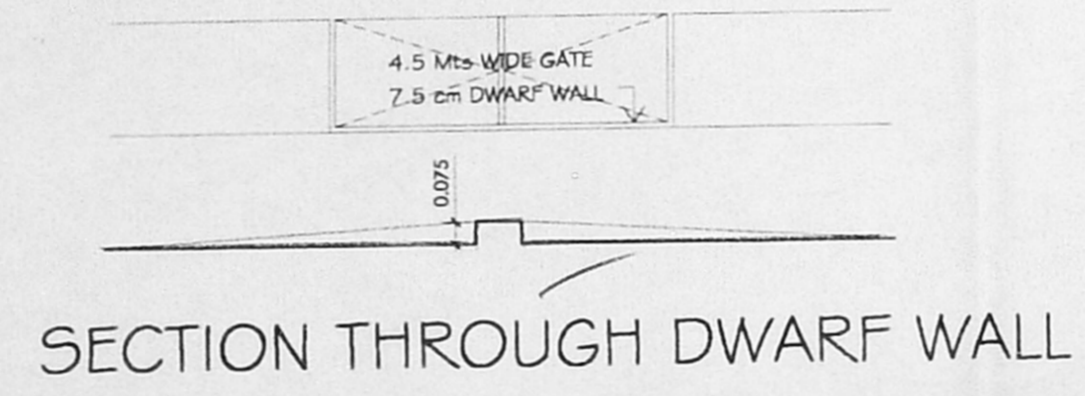 4.5 Mts WIDE GATE
7.5 cm DWARF WALL
0.075
SECTION THROUGH DWARF WALL